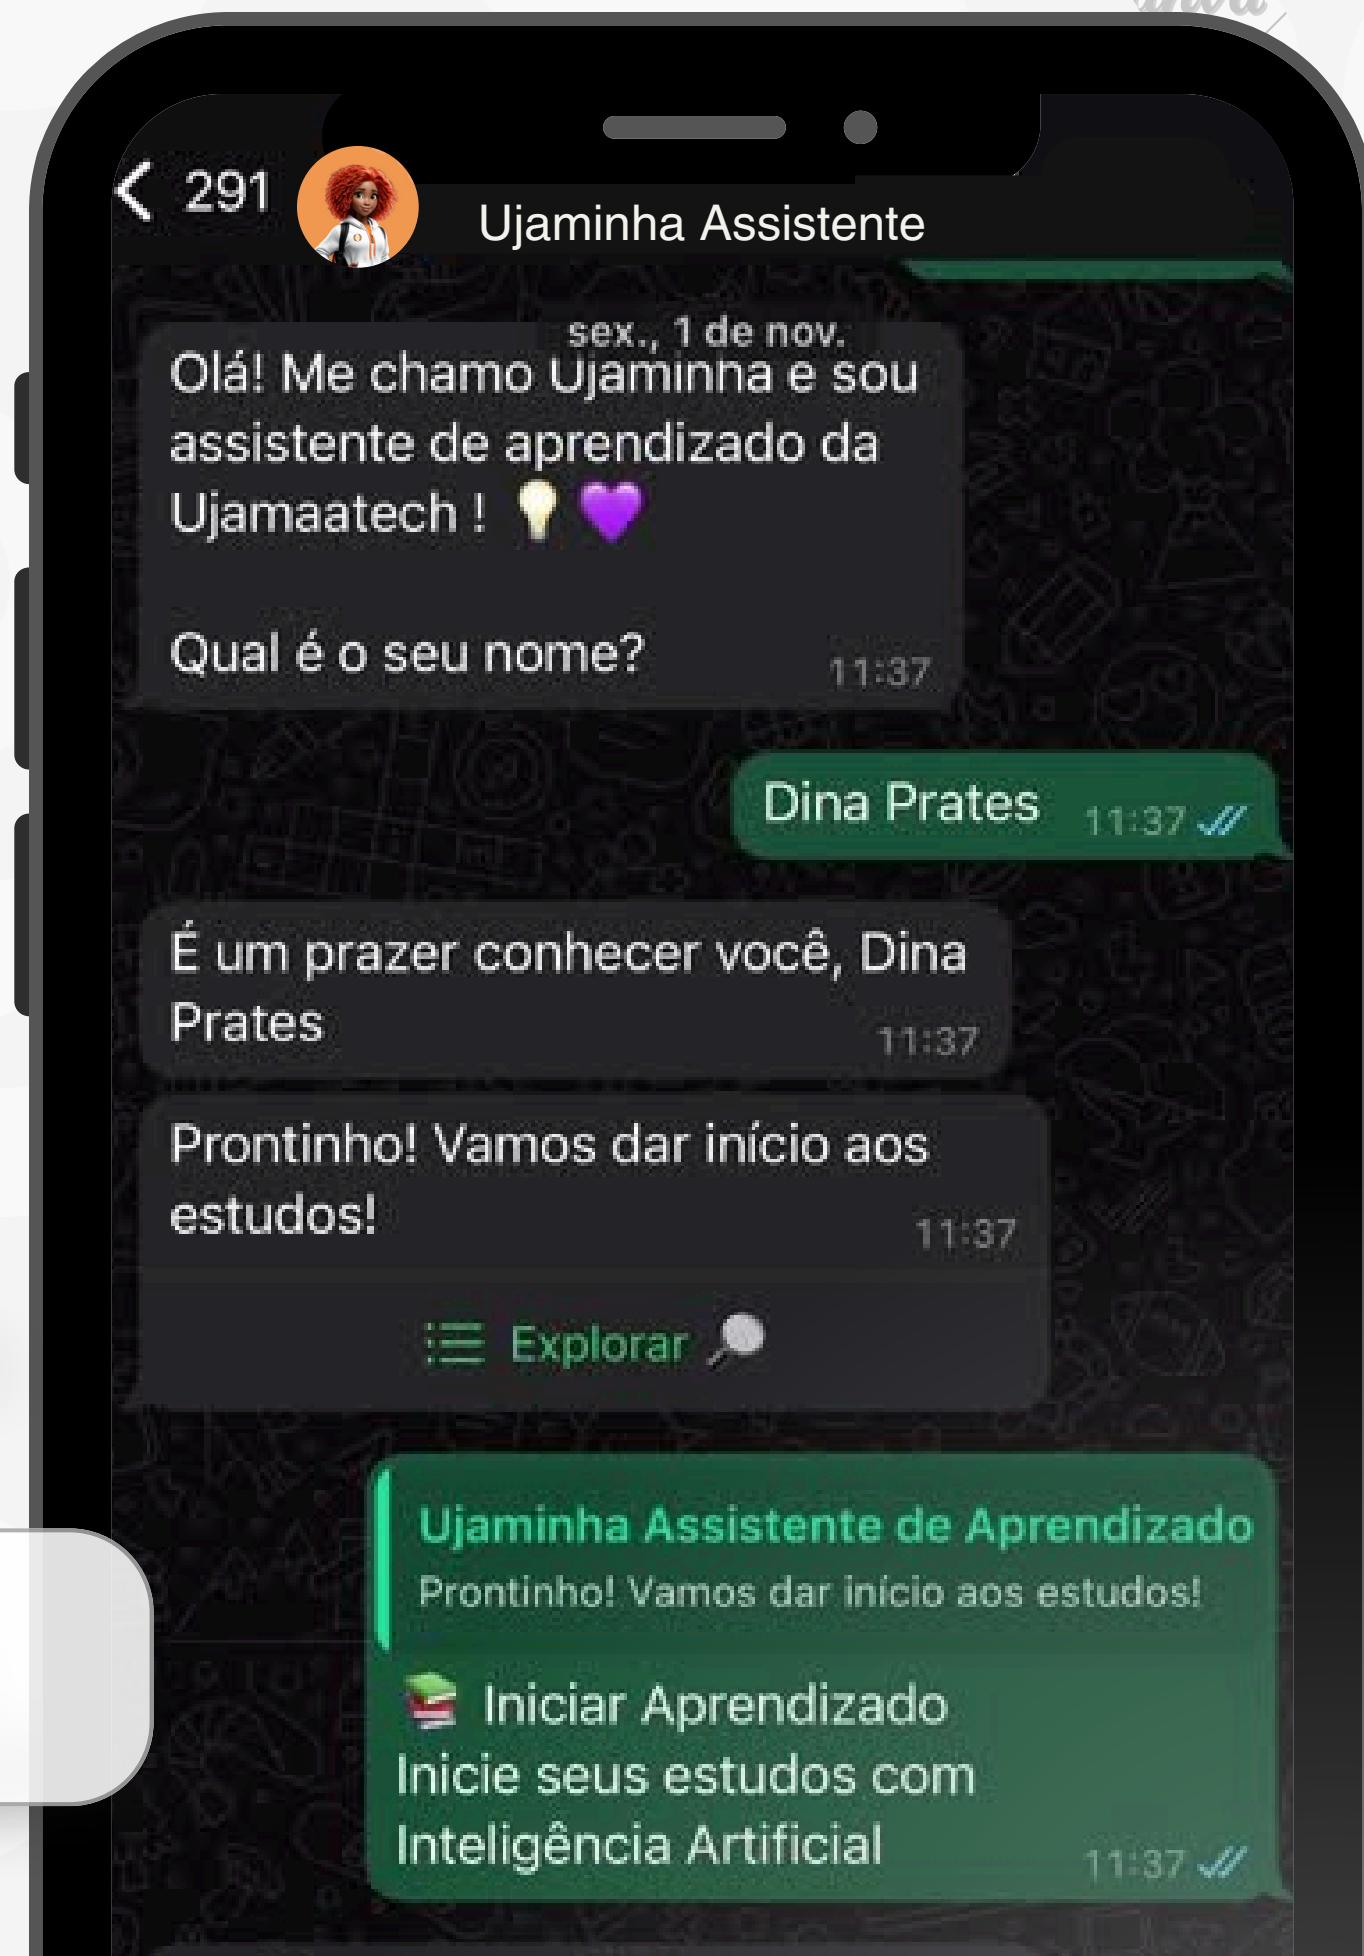 291
Ujaminha Assistente
sex., 1 de nov.
Olá! Me chamo Ujaminha e sou
assistente de aprendizado da
Ujamaatech ! 💡 💜
Qual é o seu nome?
11:37
Dina Prates 11:37
É um prazer conhecer você, Dina
Prates
11:37
Prontinho! Vamos dar início aos
estudos!
11:37
Explorar 🔎
Ujaminha Assistente de Aprendizado
Prontinho! Vamos dar início aos estudos!
📚 Iniciar Aprendizado
Inicie seus estudos com
Inteligência Artificial
11:37